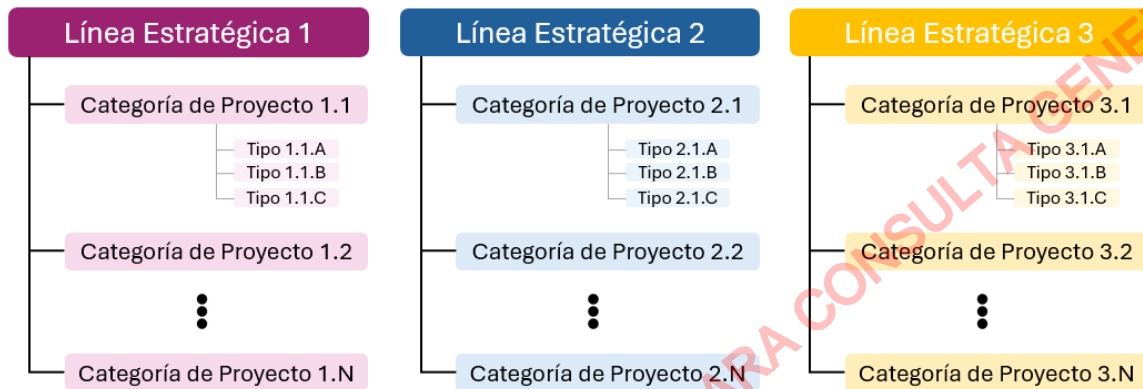 Línea Estratégica 1
Categoría de Proyecto 1.1
Tipo 1.1.A
Tipo 1.1.B
Tipo 1.1.C
Categoría de Proyecto 1.2
Categoría de Proyecto 1.N
Línea Estratégica 2
Categoría de Proyecto 2.1
Tipo 2.1.A
Tipo 2.1.B
Tipo 2.1.C
Categoría de Proyecto 2.2
Categoría de Proyecto 2.N
Línea Estratégica 3
Categoría de Proyecto 3.1
Tipo 3.1.A
Tipo 3.1.B
Tipo 3.1.C
Categoría de Proyecto 3.2
Categoría de Proyecto 3.N
ARA CONSULTA GENE